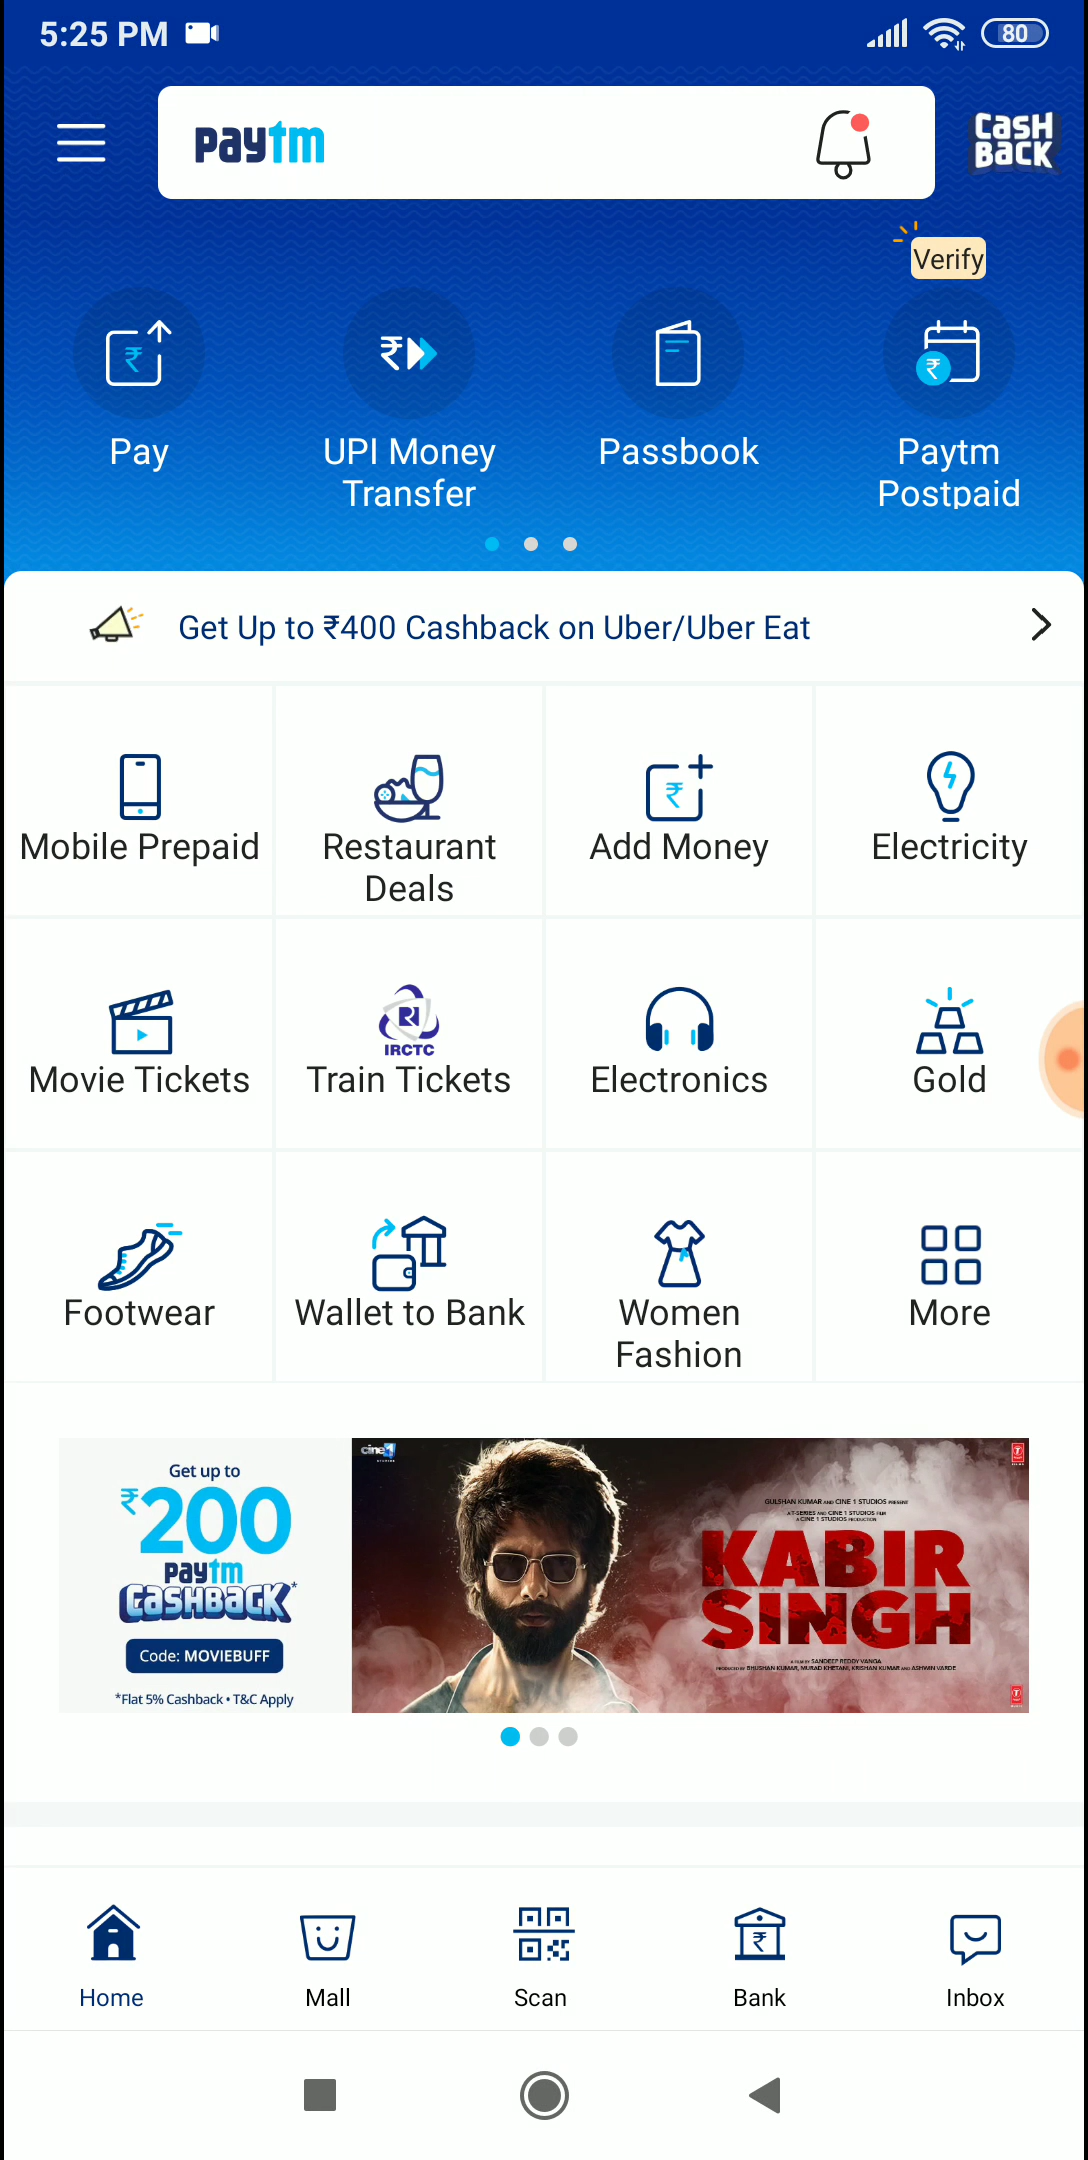 5:25 PM
80
paytm
CASH
BACK
Verify
Pay
UPI Money
Transfer
Passbook
Paytm
Postpaid
Get Up to ₹400 Cashback on Uber/Uber Eat
Mobile Prepaid
Restaurant
Deals
Add Money
Electricity
Movie Tickets
IRCTC
Train Tickets
Electronics
Gold
Footwear
Wallet to Bank
Women
Fashion
More
Get up to
₹200
paytm
CASHBACK*
Code: MOVIEBUFF
*Flat 5% Cashback • T&C Apply
cine1
STUDIOS
GULSHAN KUMAR AND CINE 1 STUDIOS PRESENT
A T-SERIES AND CINE 1 STUDIOS FILM
A CINE 1 STUDIOS PRODUCTION
KABIR
SINGH
A FILM BY SANDEEP REDDY VANGA
PRODUCED BY BHUSHAN KUMAR, MURAD KHETANI, KRISHAN KUMAR AND ASHWIN VARDE
Home
Mall
Scan
Bank
Inbox